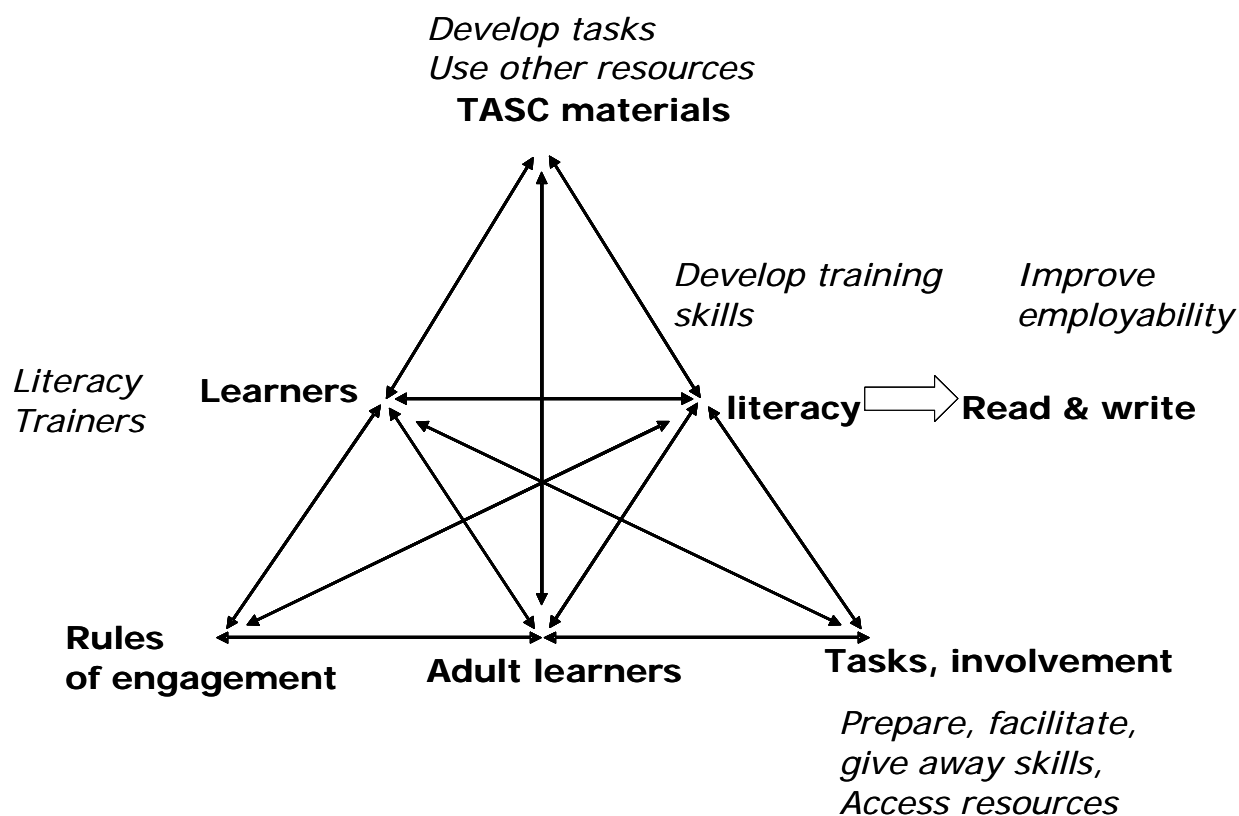 Develop tasks
Use other resources
TASC materials
Develop training
skills
Improve
employability
Literacy
Trainers
Learners
literacy
Read & write
Rules
of engagement
Adult learners
Tasks, involvement
Prepare, facilitate,
give away skills,
Access resources